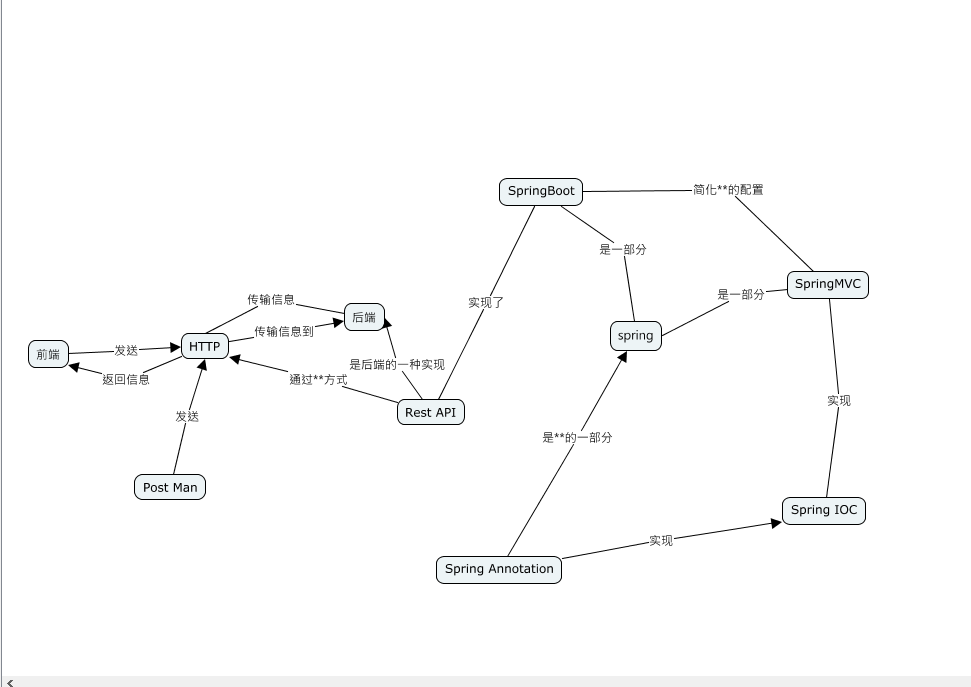 SpringBoot
简化**的配置
是一部分
SpringMVC
是一部分
传输信息
实现了
后端
传输信息到
spring
HTTP
前端
发送
是后端的一种实现
返回信息
通过**方式
实现
Rest API
发送
是**的一部分
Post Man
Spring IOC
实现
Spring Annotation